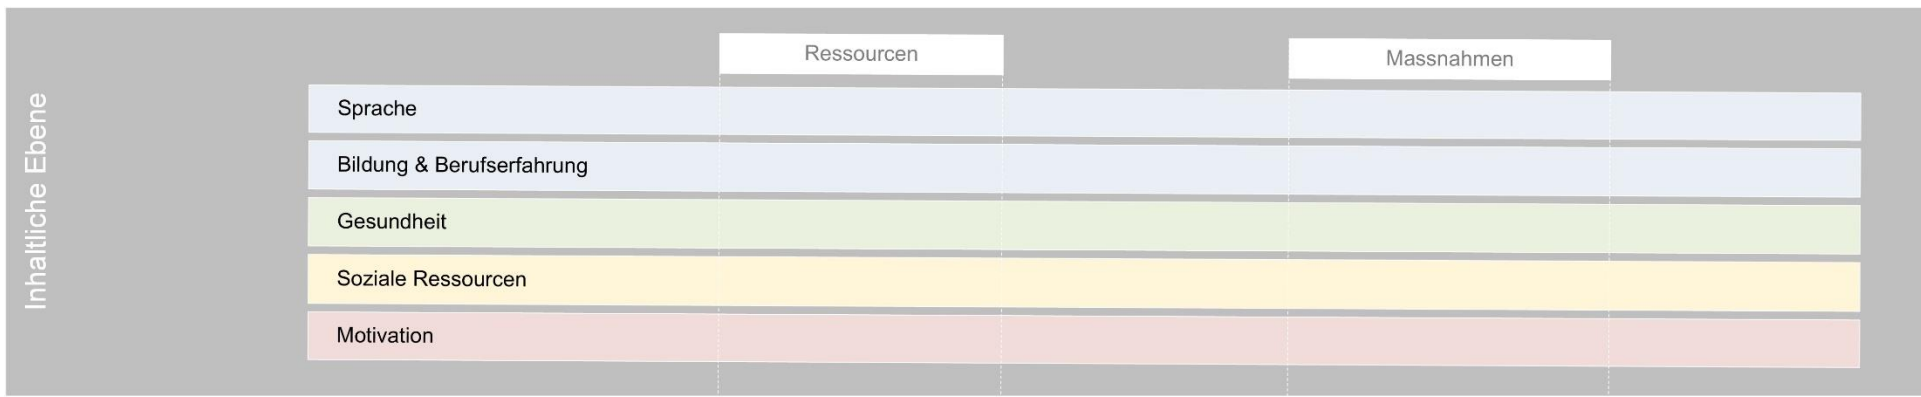 Inhaltliche Ebene
Ressourcen
Massnahmen
Sprache
Bildung & Berufserfahrung
Gesundheit
Soziale Ressourcen
Motivation